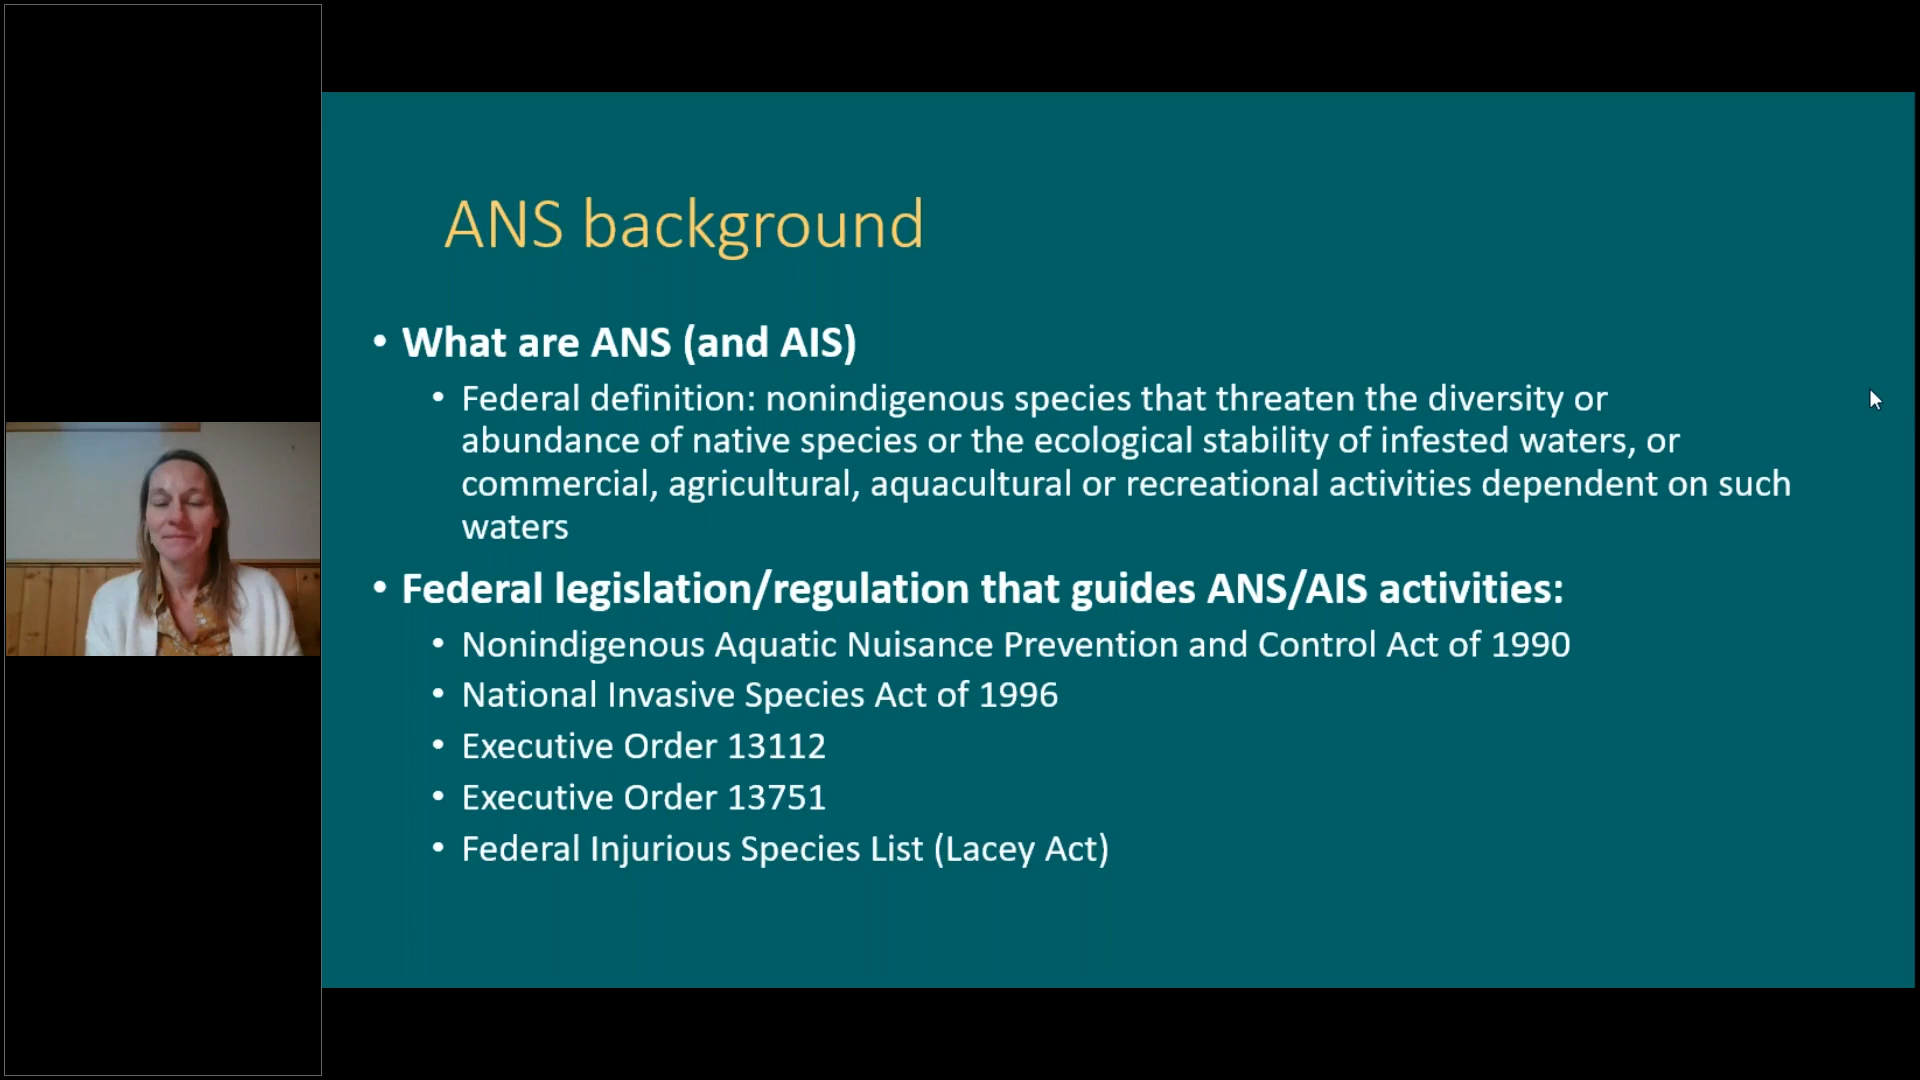 ANS background
• What are ANS (and AIS)
• Federal definition: nonindigenous species that threaten the diversity or
abundance of native species or the ecological stability of infested waters, or
commercial, agricultural, aquacultural or recreational activities dependent on such
waters
• Federal legislation/regulation that guides ANS/AIS activities:
• Nonindigenous Aquatic Nuisance Prevention and Control Act of 1990
• National Invasive Species Act of 1996
• Executive Order 13112
• Executive Order 13751
• Federal Injurious Species List (Lacey Act)